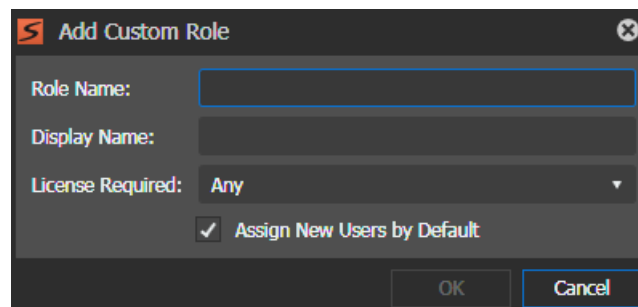 Add Custom Role
Role Name:
Display Name:
License Required: Any
Assign New Users by Default
OK Cancel